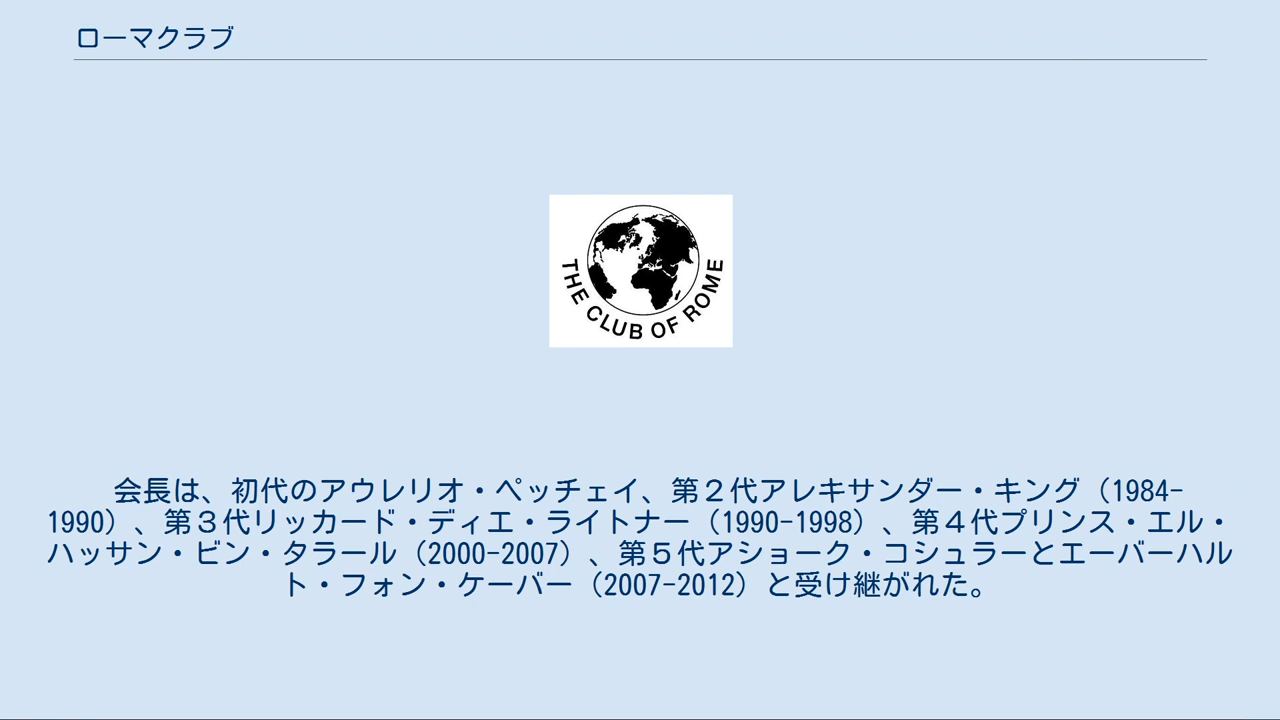 ローマクラブ
THE CLUB OF ROME
会長は、初代のアウレリオ・ペッチェイ、第２代アレキサンダー・キング（1984-
1990）、第３代リッカード・ディエ・ライトナー（1990-1998）、第４代プリンス・エル・
ハッサン・ビン・タラール（2000-2007）、第５代アショーク・コシュラーとエーバーハル
ト・フォン・ケーバー（2007-2012）と受け継がれた。